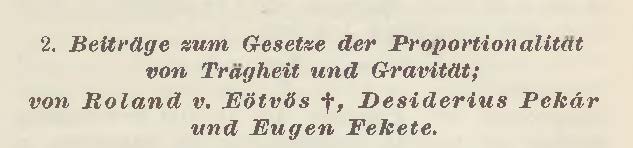 2. Beiträge zum Gesetze der Proportionalität
von Trägheit und Gravität;
von Roland v. Eötvös †, Desiderius Pekár
und Eugen Fekete.